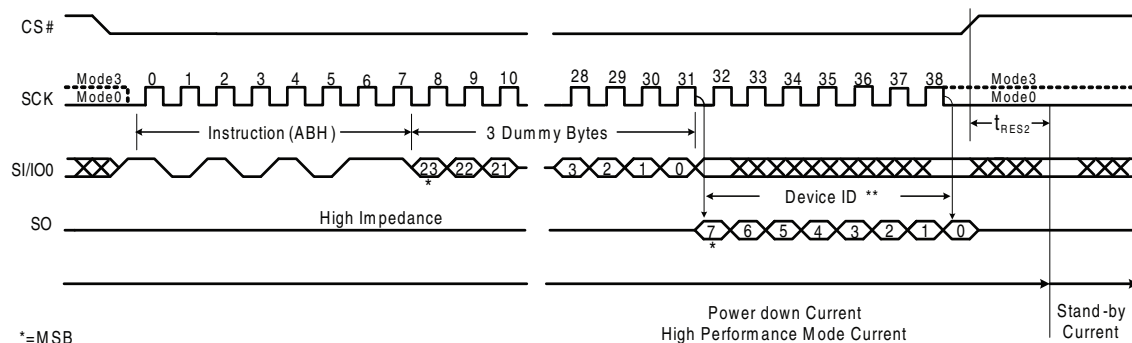 CS#
Mode3 0 1 2 3 4 5 6 7 8 9 10 28 29 30 31 32 33 34 35 36 37 38 Mode3
SCK Mode0 Mode0
Instruction (ABH) 3 Dummy Bytes tRES2
SI/IO0 23 22 21 3 2 1 0
*
Device ID **
High Impedance
SO 7 6 5 4 3 2 1 0
*
Power down Current Stand-by
High Performance Mode Current Current
*=MSB